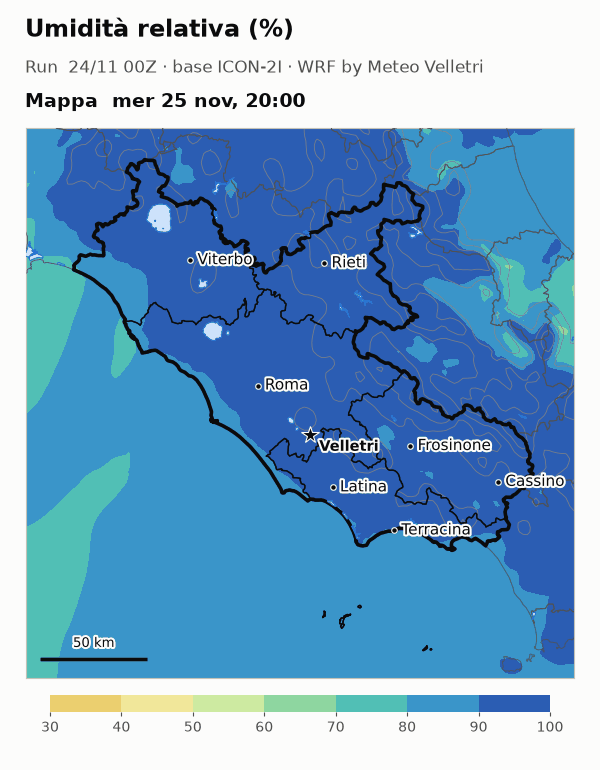 Umidità relativa (%)
Run  24/11 00Z · base ICON-2I · WRF by Meteo Velletri
Mappa  mer 25 nov, 20:00
Viterbo
Rieti
Roma
Velletri
Frosinone
Cassino
Latina
Terracina
50 km
30 40 50 60 70 80 90 100